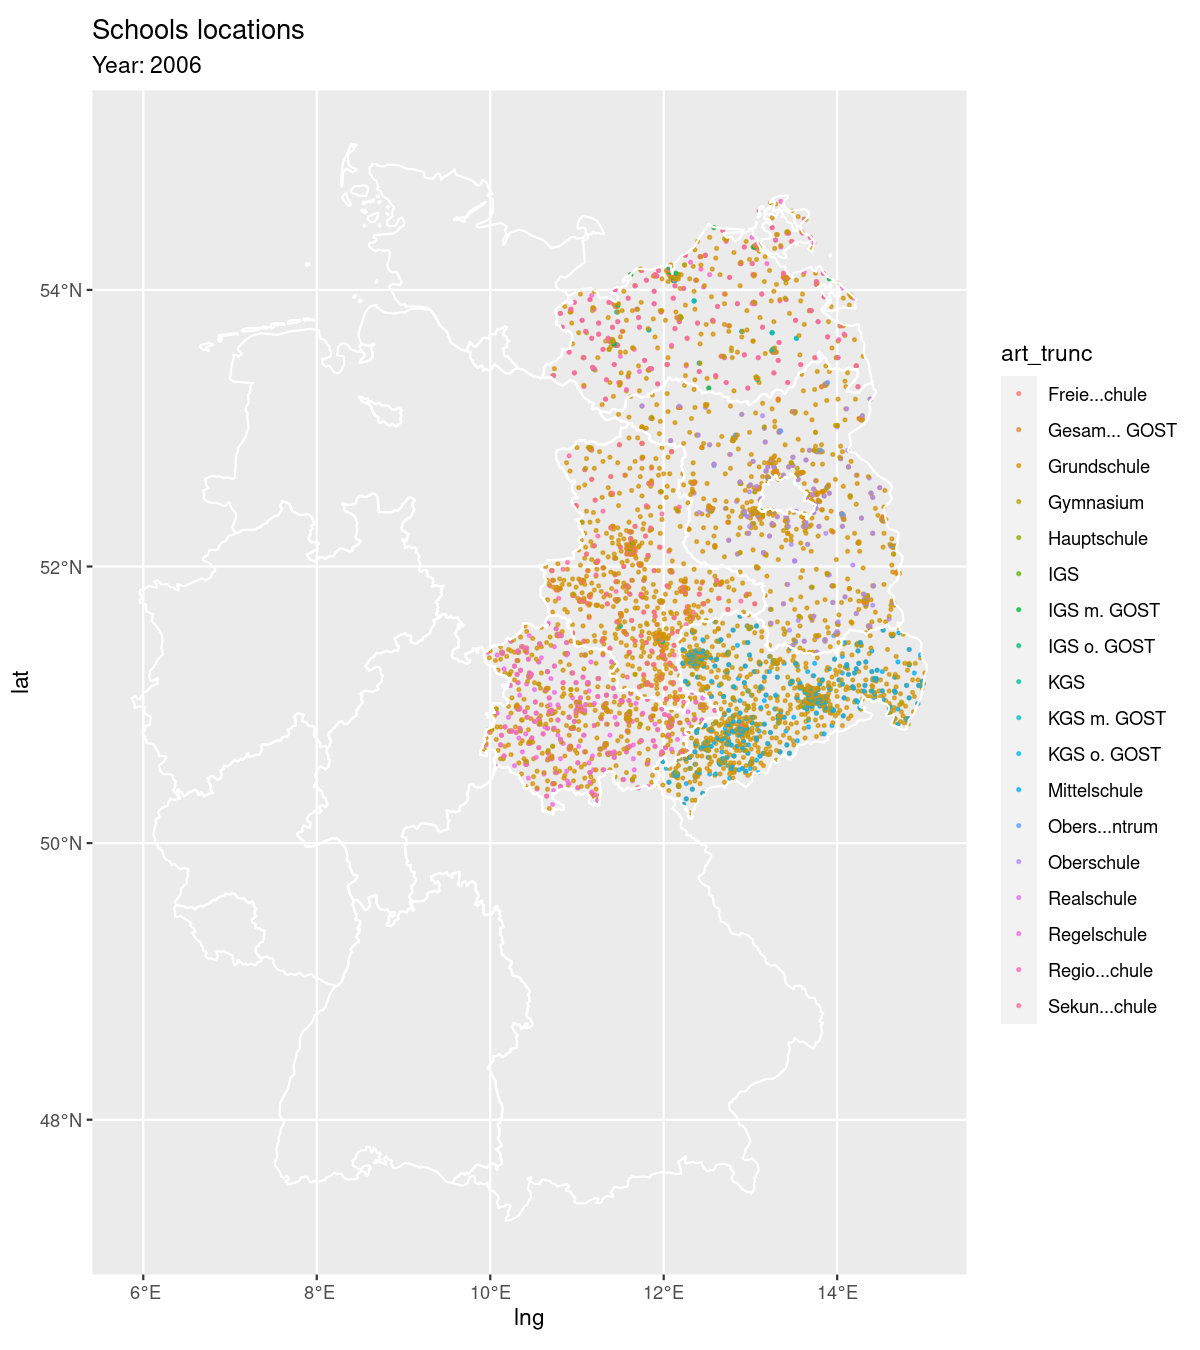 Schools locations
Year: 2006
54°N
52°N
50°N
48°N
6°E
8°E
10°E
12°E
14°E
lng
lat
art_trunc
Freie...chule
Gesam... GOST
Grundschule
Gymnasium
Hauptschule
IGS
IGS m. GOST
IGS o. GOST
KGS
KGS m. GOST
KGS o. GOST
Mittelschule
Obers...ntrum
Oberschule
Realschule
Regelschule
Regio...chule
Sekun...chule